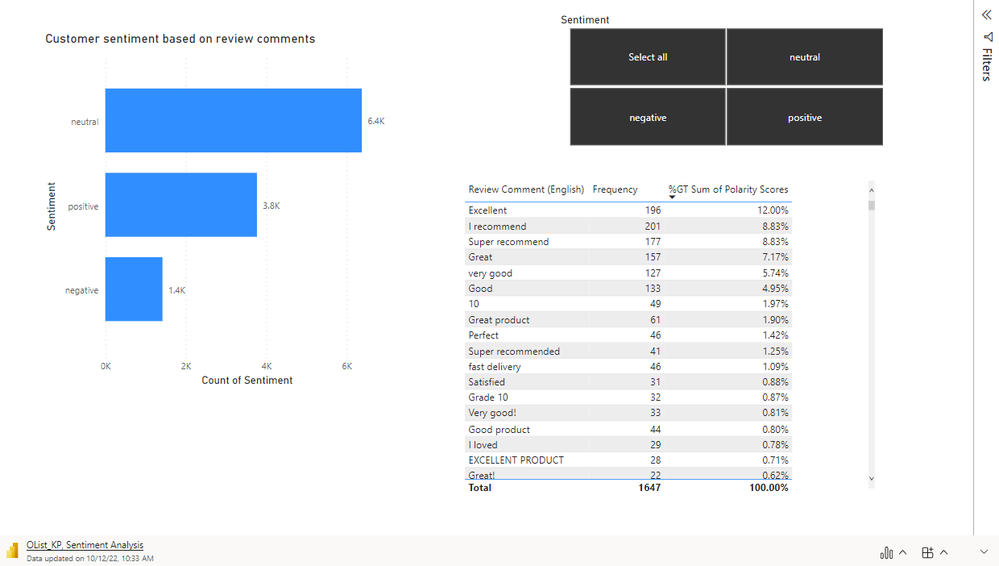 Customer sentiment based on review comments
Sentiment
neutral
6.4K
positive
3.8K
negative
1.4K
0K 2K 4K 6K
Count of Sentiment
Sentiment
Select all neutral
negative positive
Review Comment (English) Frequency %GT Sum of Polarity Scores
Excellent 196 12.00%
I recommend 201 8.83%
Super recommend 177 8.83%
Great 157 7.17%
very good 127 5.74%
Good 133 4.95%
10 49 1.97%
Great product 61 1.90%
Perfect 46 1.42%
Super recommended 41 1.25%
fast delivery 46 1.09%
Satisfied 31 0.88%
Grade 10 32 0.87%
Very good! 33 0.81%
Good product 44 0.80%
I loved 29 0.78%
EXCELLENT PRODUCT 28 0.71%
Great! 22 0.62%
Total 1647 100.00%
Filters
OList_KP, Sentiment Analysis
Data updated on 10/12/22, 10:33 AM